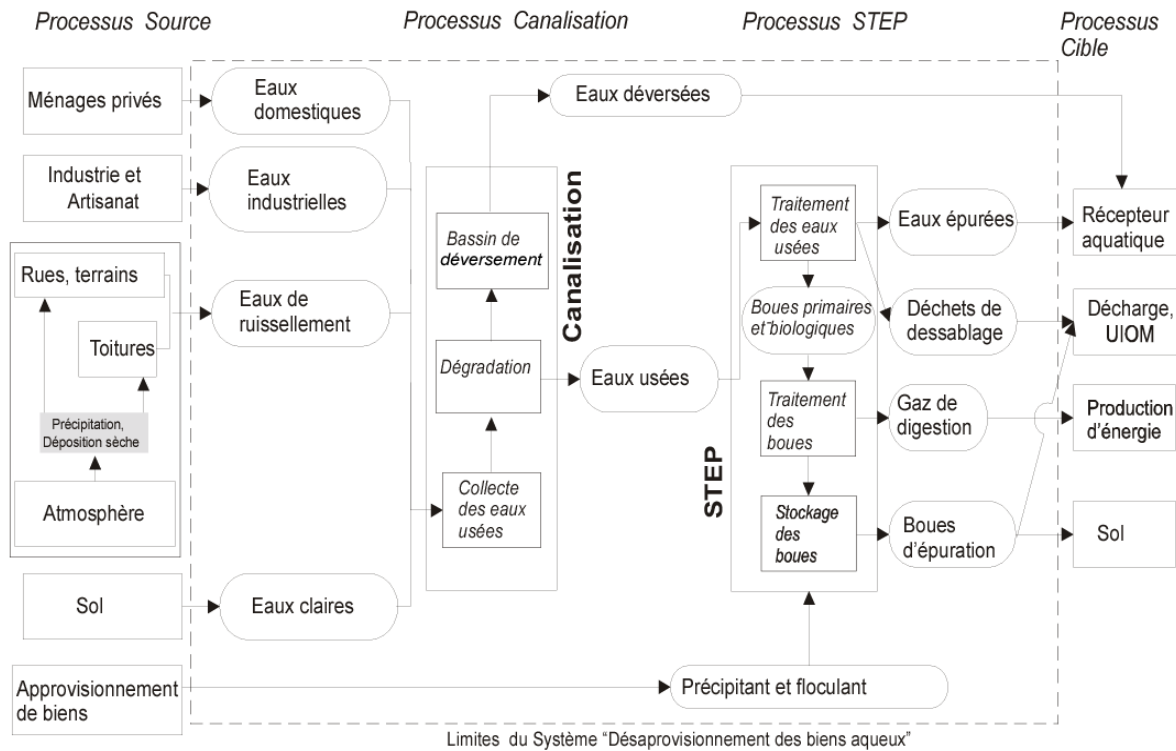 Processus Source
Processus Canalisation
Processus STEP
Processus
Cible
Ménages privés
Eaux
domestiques
Eaux déversées
Industrie et
Artisanat
Eaux
industrielles
Rues, terrains
Toitures
Précipitation,
Déposition sèche
Atmosphère
Eaux de
ruissellement
Sol
Eaux claires
Approvisionnement
de biens
Canalisation
Bassin de
déversement
Dégradation
Collecte
des eaux
usées
Eaux usées
STEP
Traitement
des eaux
usées
Boues primaires
et biologiques
Traitement
des
boues
Stockage
des
boues
Précipitant et floculant
Eaux épurées
Déchets de
dessablage
Gaz de
digestion
Boues
d'épuration
Récepteur
aquatique
Décharge,
UIOM
Production
d'énergie
Sol
Limites du Système "Désaprovisionnement des biens aqueux"